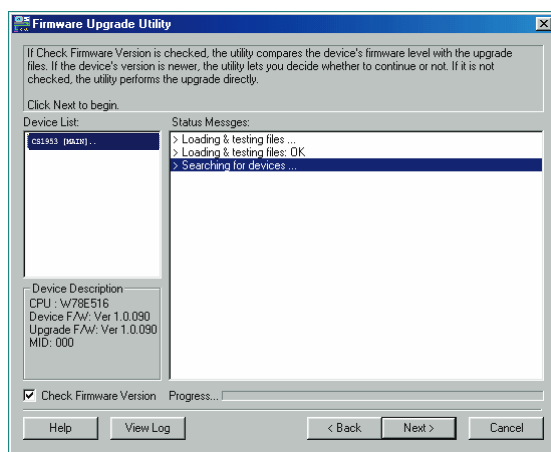 Firmware Upgrade Utility
If Check Firmware Version is checked, the utility compares the device's firmware level with the upgrade
files. If the device's version is newer, the utility lets you decide whether to continue or not. If it is not
checked, the utility performs the upgrade directly.
Click Next to begin.
Device List:
Status Messges:
CS1953 [MAIN]..
> Loading & testing files ...
> Loading & testing files: OK
> Searching for devices ...
Device Description
CPU : W78E516
Device F/W: Ver 1.0.090
Upgrade F/W: Ver 1.0.090
MID: 000
Check Firmware Version
Progress...
Help
View Log
< Back
Next >
Cancel